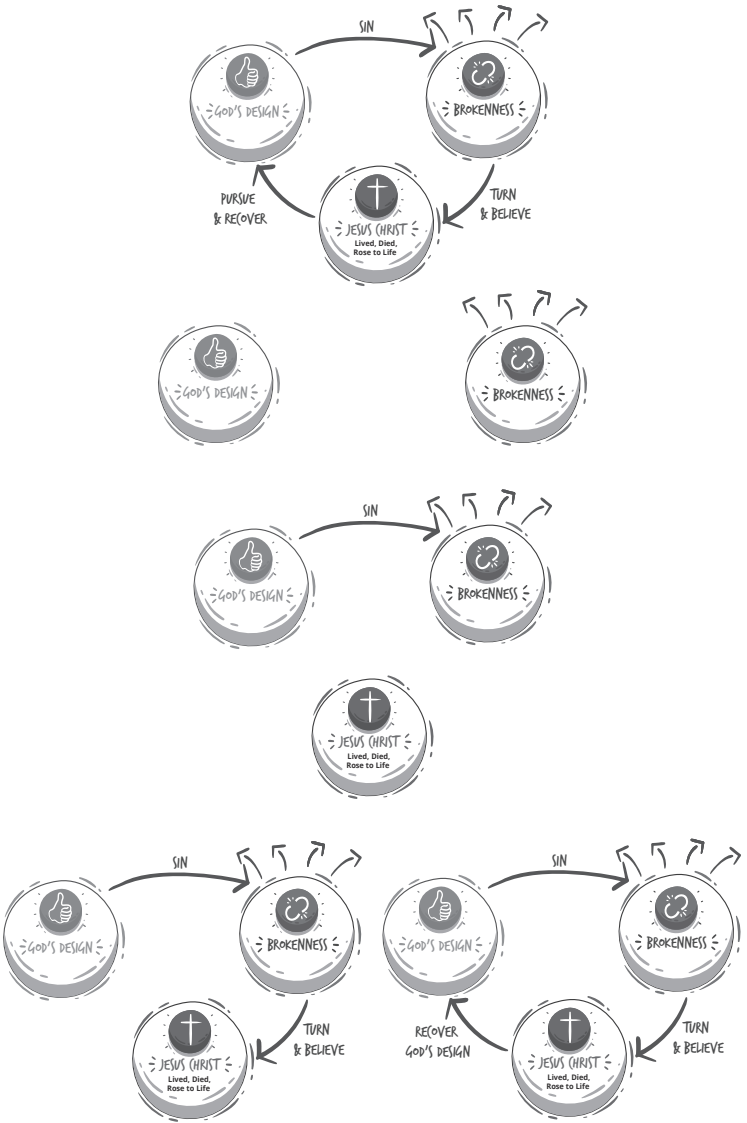 SIN
GOD'S DESIGN
BROKENNESS
PURSUE
& RECOVER
TURN
& BELIEVE
JESUS CHRIST
Lived, Died,
Rose to Life
GOD'S DESIGN
BROKENNESS
SIN
GOD'S DESIGN
BROKENNESS
JESUS CHRIST
Lived, Died,
Rose to Life
SIN
GOD'S DESIGN
BROKENNESS
TURN
& BELIEVE
JESUS CHRIST
Lived, Died,
Rose to Life
SIN
GOD'S DESIGN
BROKENNESS
RECOVER
GOD'S DESIGN
TURN
& BELIEVE
JESUS CHRIST
Lived, Died,
Rose to Life